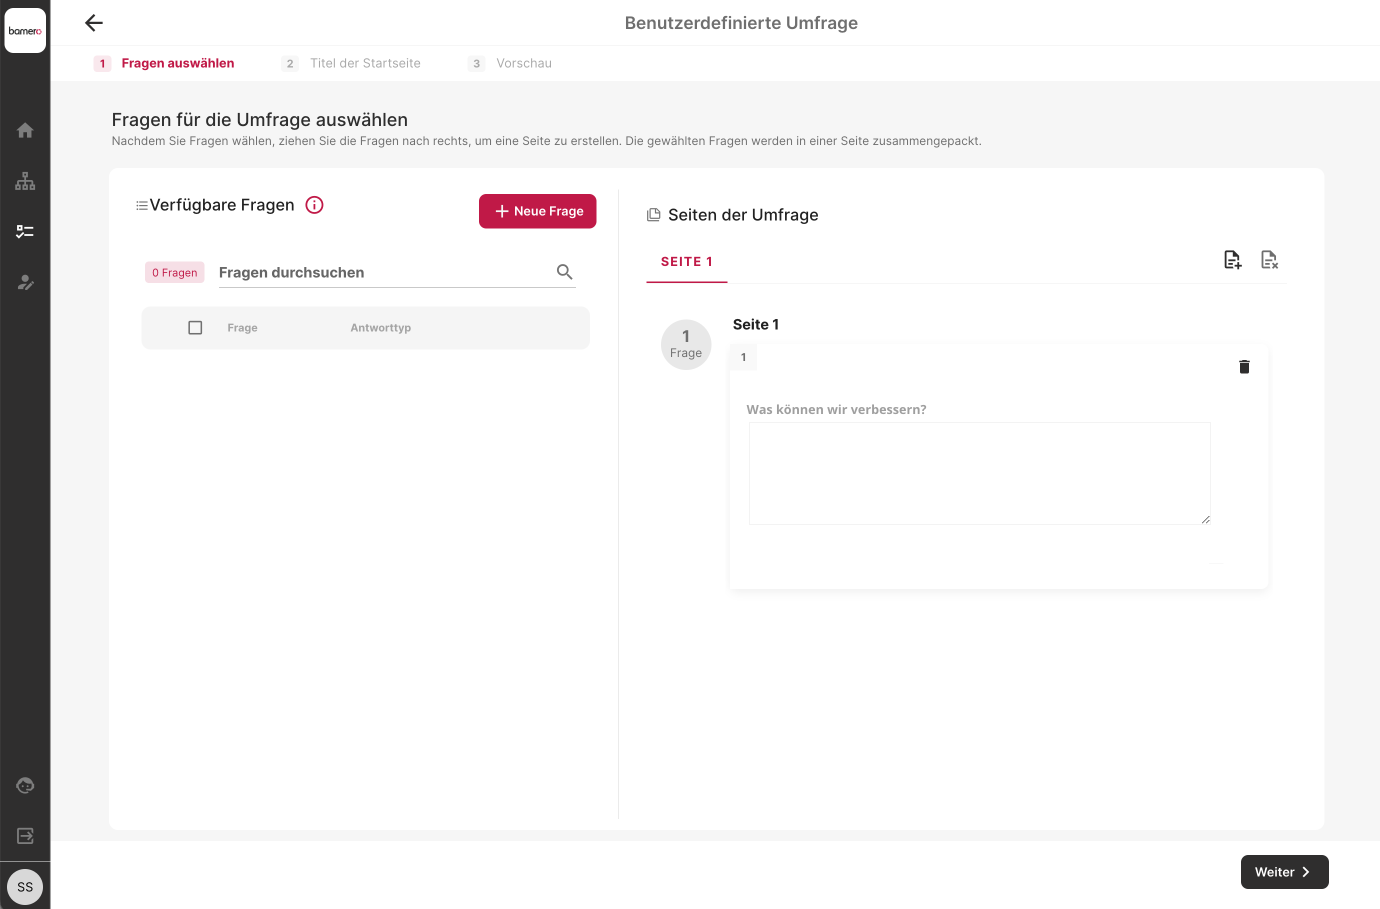 bamero
Benutzerdefinierte Umfrage
1 Fragen auswählen 2 Titel der Startseite 3 Vorschau
Fragen für die Umfrage auswählen
Nachdem Sie Fragen wählen, ziehen Sie die Fragen nach rechts, um eine Seite zu erstellen. Die gewählten Fragen werden in einer Seite zusammengepackt.
Verfügbare Fragen
Neue Frage
0 Fragen Fragen durchsuchen
Frage Antworttyp
Seiten der Umfrage
SEITE 1
1
Frage
Seite 1
1
Was können wir verbessern?
Weiter
SS